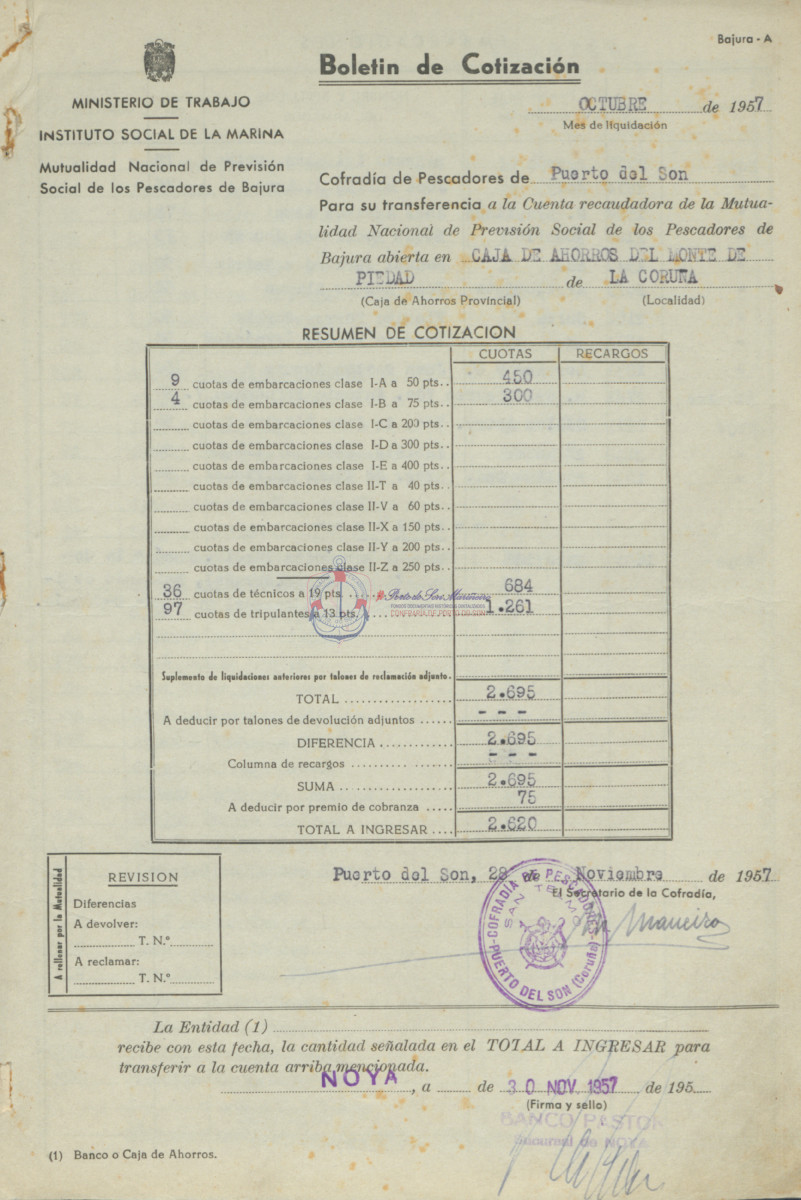 Bajura - A
Boletin de Cotización
MINISTERIO DE TRABAJO
OCTUBRE de 1957
Mes de liquidación
INSTITUTO SOCIAL DE LA MARINA
Mutualidad Nacional de Previsión
Social de los Pescadores de Bajura
Cofradía de Pescadores de Puerto del Son
Para su transferencia a la Cuenta recaudadora de la Mutua-
lidad Nacional de Previsión Social de los Pescadores de
Bajura abierta en CAJA DE AHORROS DEL MONTE DE
PIEDAD de LA CORUÑA
(Caja de Ahorros Provincial) (Localidad)
RESUMEN DE COTIZACION
CUOTAS RECARGOS
9 cuotas de embarcaciones clase I-A a 50 pts.. 450
4 cuotas de embarcaciones clase I-B a 75 pts.. 300
cuotas de embarcaciones clase I-C a 200 pts..
cuotas de embarcaciones clase I-D a 300 pts..
cuotas de embarcaciones clase I-E a 400 pts..
cuotas de embarcaciones clase II-T a 40 pts..
cuotas de embarcaciones clase II-V a 60 pts..
cuotas de embarcaciones clase II-X a 150 pts..
cuotas de embarcaciones clase II-Y a 200 pts..
cuotas de embarcaciones clase II-Z a 250 pts..
36 cuotas de técnicos a 19 pts. 684
97 cuotas de tripulantes a 13 pts. 1.261
Suplemento de liquidaciones anteriores por talones de reclamación adjunto.
TOTAL 2.695
A deducir por talones de devolución adjuntos - - -
DIFERENCIA 2.695
Columna de recargos - - -
SUMA 2.695
A deducir por premio de cobranza 75
TOTAL A INGRESAR 2.620
Puerto del Son, 28 de Noviembre de 1957
El Secretario de la Cofradía,
Maneiro
COFRADIA DE PESCADORES
SAN TELMO
PUERTO DEL SON (Coruña)
A rellenar por la Mutualidad
REVISION
Diferencias
A devolver:
T. N.º
A reclamar:
T. N.º
La Entidad (1)
recibe con esta fecha, la cantidad señalada en el TOTAL A INGRESAR para
transferir a la cuenta arriba mencionada.
NOYA, a de 30 NOV 1957 de 195
(Firma y sello)
BANCO PASTOR
Sucursal de NOYA
(1) Banco o Caja de Ahorros.